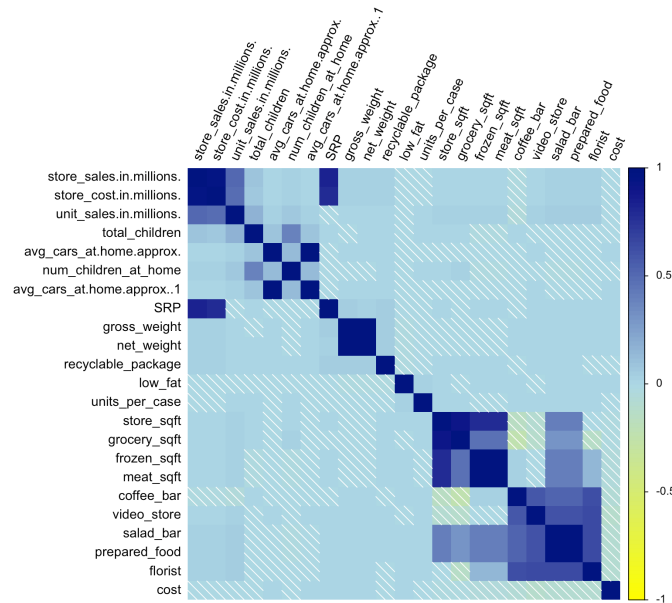 store_sales.in.millions.
store_cost.in.millions.
unit_sales.in.millions.
total_children
avg_cars_at.home.approx.
num_children_at_home
avg_cars_at.home.approx..1
SRP
gross_weight
net_weight
recyclable_package
low_fat
units_per_case
store_sqft
grocery_sqft
frozen_sqft
meat_sqft
coffee_bar
video_store
salad_bar
prepared_food
florist
cost
store_sales.in.millions.
store_cost.in.millions.
unit_sales.in.millions.
total_children
avg_cars_at.home.approx.
num_children_at_home
avg_cars_at.home.approx..1
SRP
gross_weight
net_weight
recyclable_package
low_fat
units_per_case
store_sqft
grocery_sqft
frozen_sqft
meat_sqft
coffee_bar
video_store
salad_bar
prepared_food
florist
cost
1
0.5
0
-0.5
-1